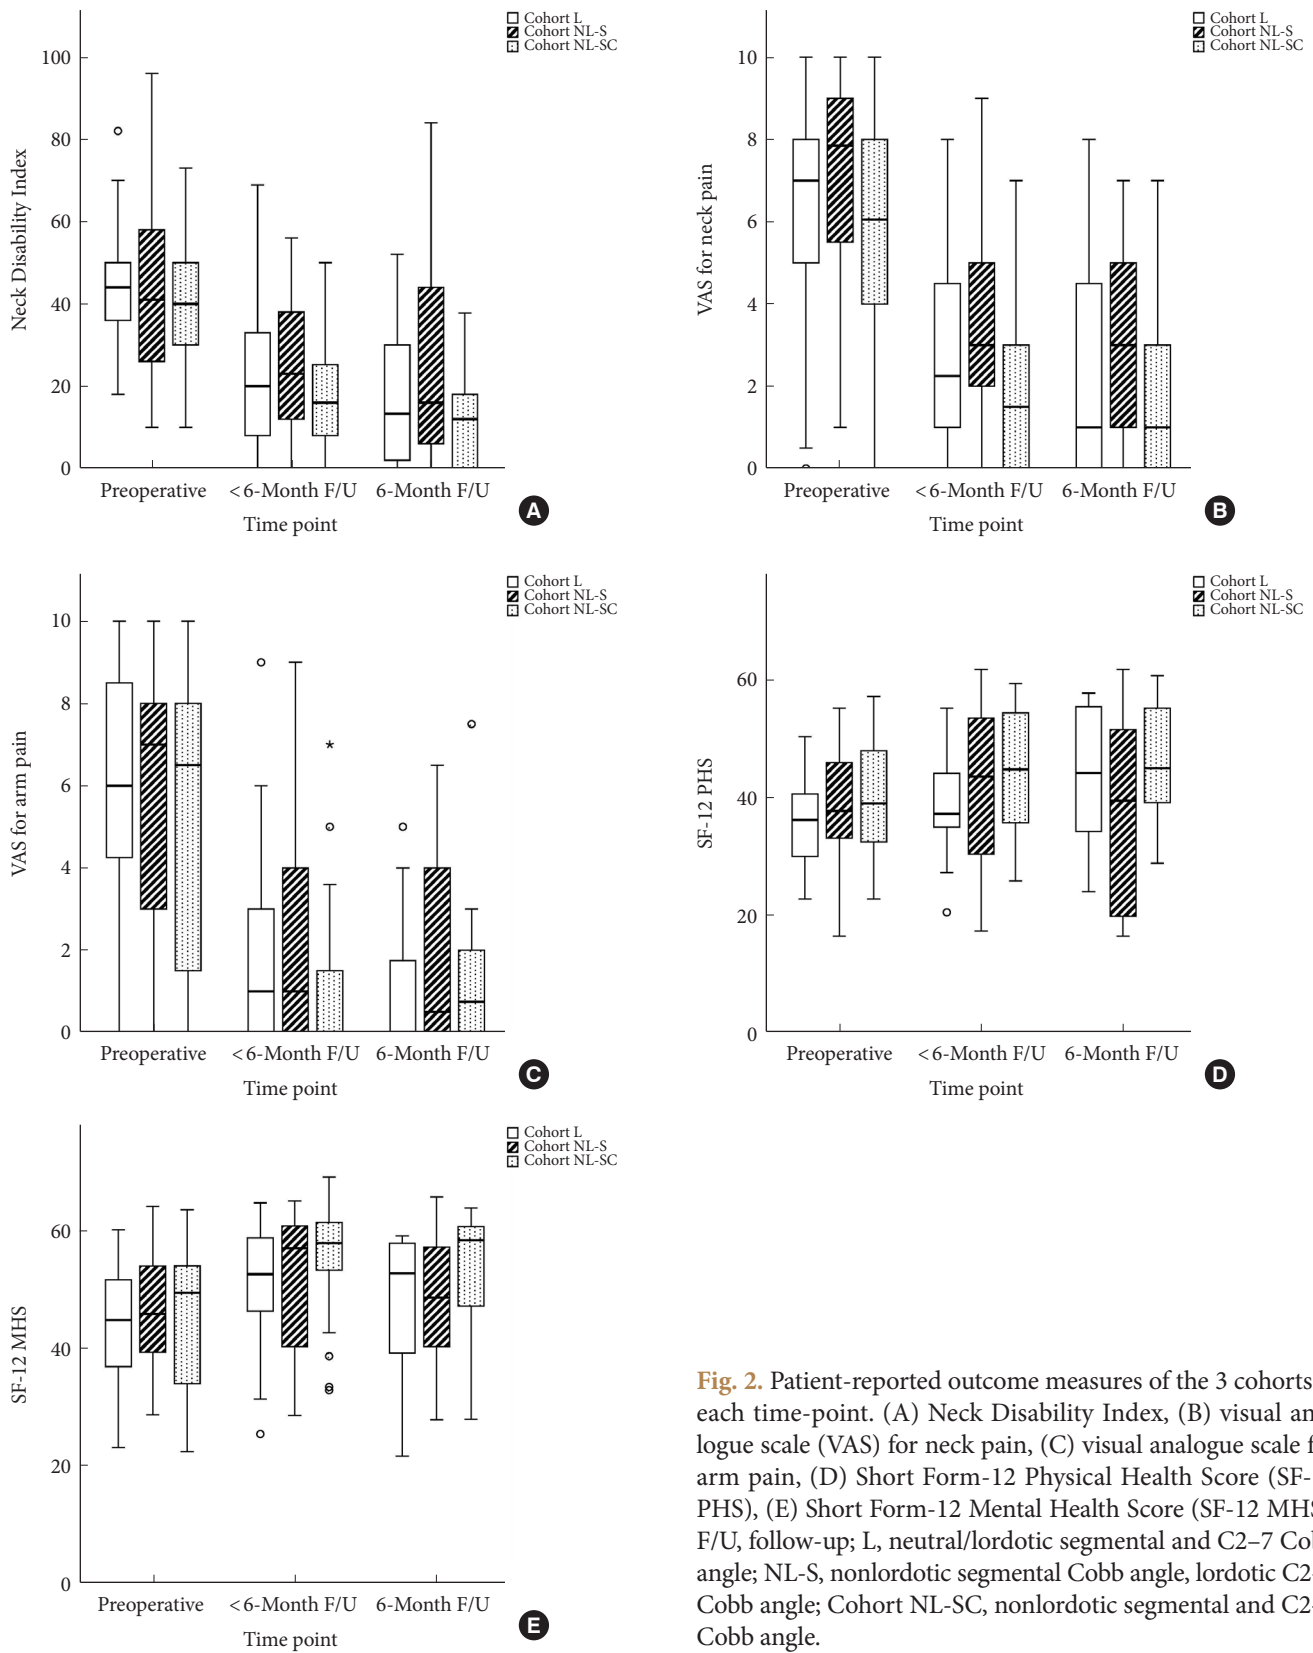 Cohort L
Cohort NL-S
Cohort NL-SC
100
80
60
40
20
0
Neck Disability Index
Preoperative
<6-Month F/U
6-Month F/U
Time point
A
Cohort L
Cohort NL-S
Cohort NL-SC
10
8
6
4
2
0
VAS for neck pain
Preoperative
<6-Month F/U
6-Month F/U
Time point
B
Cohort L
Cohort NL-S
Cohort NL-SC
10
8
6
4
2
0
VAS for arm pain
*
Preoperative
<6-Month F/U
6-Month F/U
Time point
C
Cohort L
Cohort NL-S
Cohort NL-SC
60
40
20
0
SF-12 PHS
Preoperative
<6-Month F/U
6-Month F/U
Time point
D
Cohort L
Cohort NL-S
Cohort NL-SC
60
40
20
0
SF-12 MHS
Preoperative
<6-Month F/U
6-Month F/U
Time point
E
Fig. 2. Patient-reported outcome measures of the 3 cohorts
each time-point. (A) Neck Disability Index, (B) visual an
logue scale (VAS) for neck pain, (C) visual analogue scale f
arm pain, (D) Short Form-12 Physical Health Score (SF-
PHS), (E) Short Form-12 Mental Health Score (SF-12 MHS
F/U, follow-up; L, neutral/lordotic segmental and C2–7 Co
angle; NL-S, nonlordotic segmental Cobb angle, lordotic C2
Cobb angle; Cohort NL-SC, nonlordotic segmental and C2
Cobb angle.